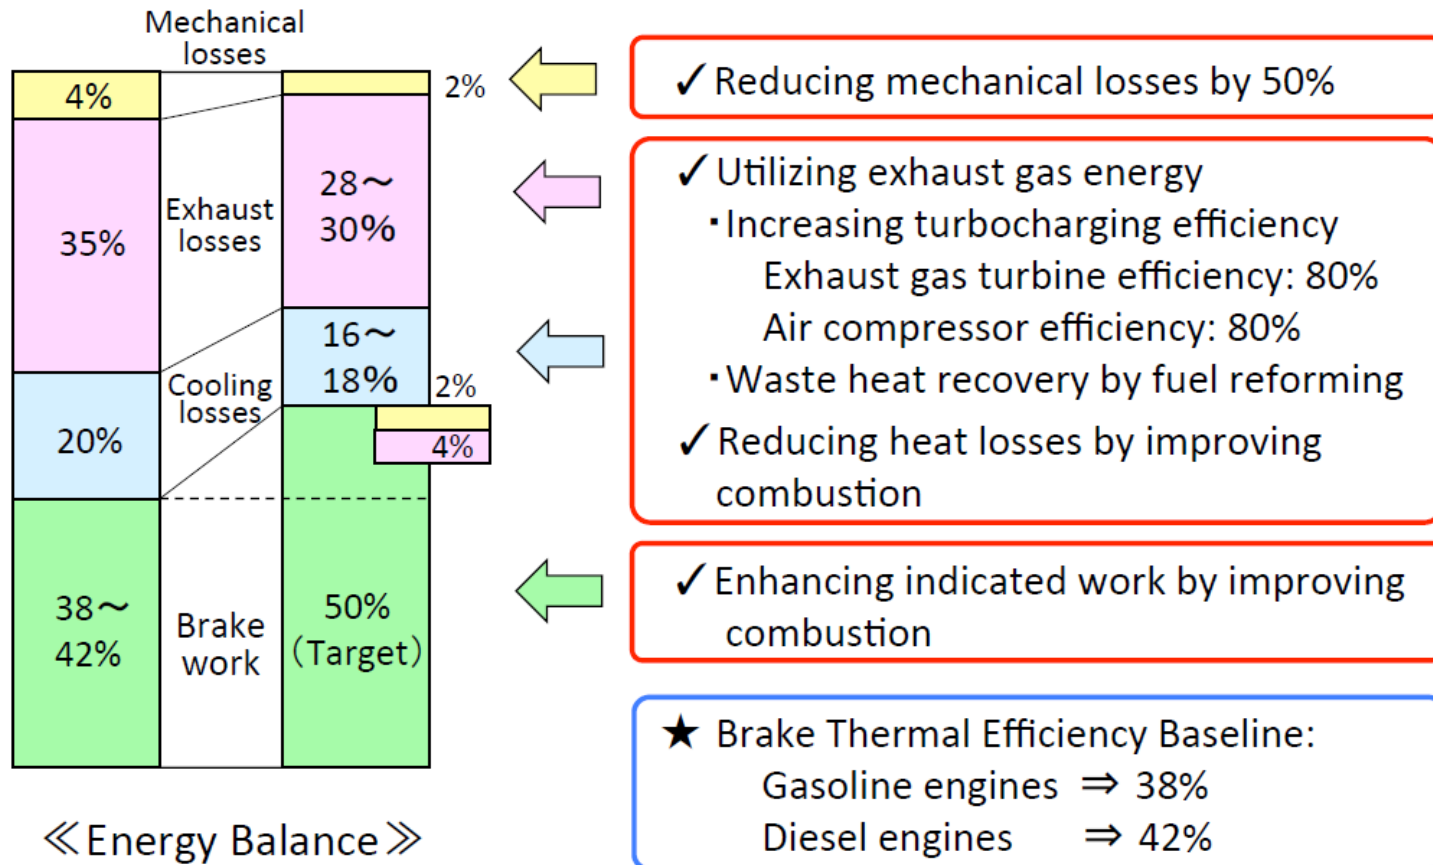 Mechanical
losses
4%
2%
35%
Exhaust
losses
28～
30%
20%
Cooling
losses
16～
18%
2%
4%
38～
42%
Brake
work
50%
（Target）
≪Energy Balance≫
✓Reducing mechanical losses by 50%
✓Utilizing exhaust gas energy
・Increasing turbocharging efficiency
Exhaust gas turbine efficiency: 80%
Air compressor efficiency: 80%
・Waste heat recovery by fuel reforming
✓Reducing heat losses by improving
combustion
✓Enhancing indicated work by improving
combustion
★ Brake Thermal Efficiency Baseline:
Gasoline engines ⇒ 38%
Diesel engines ⇒ 42%